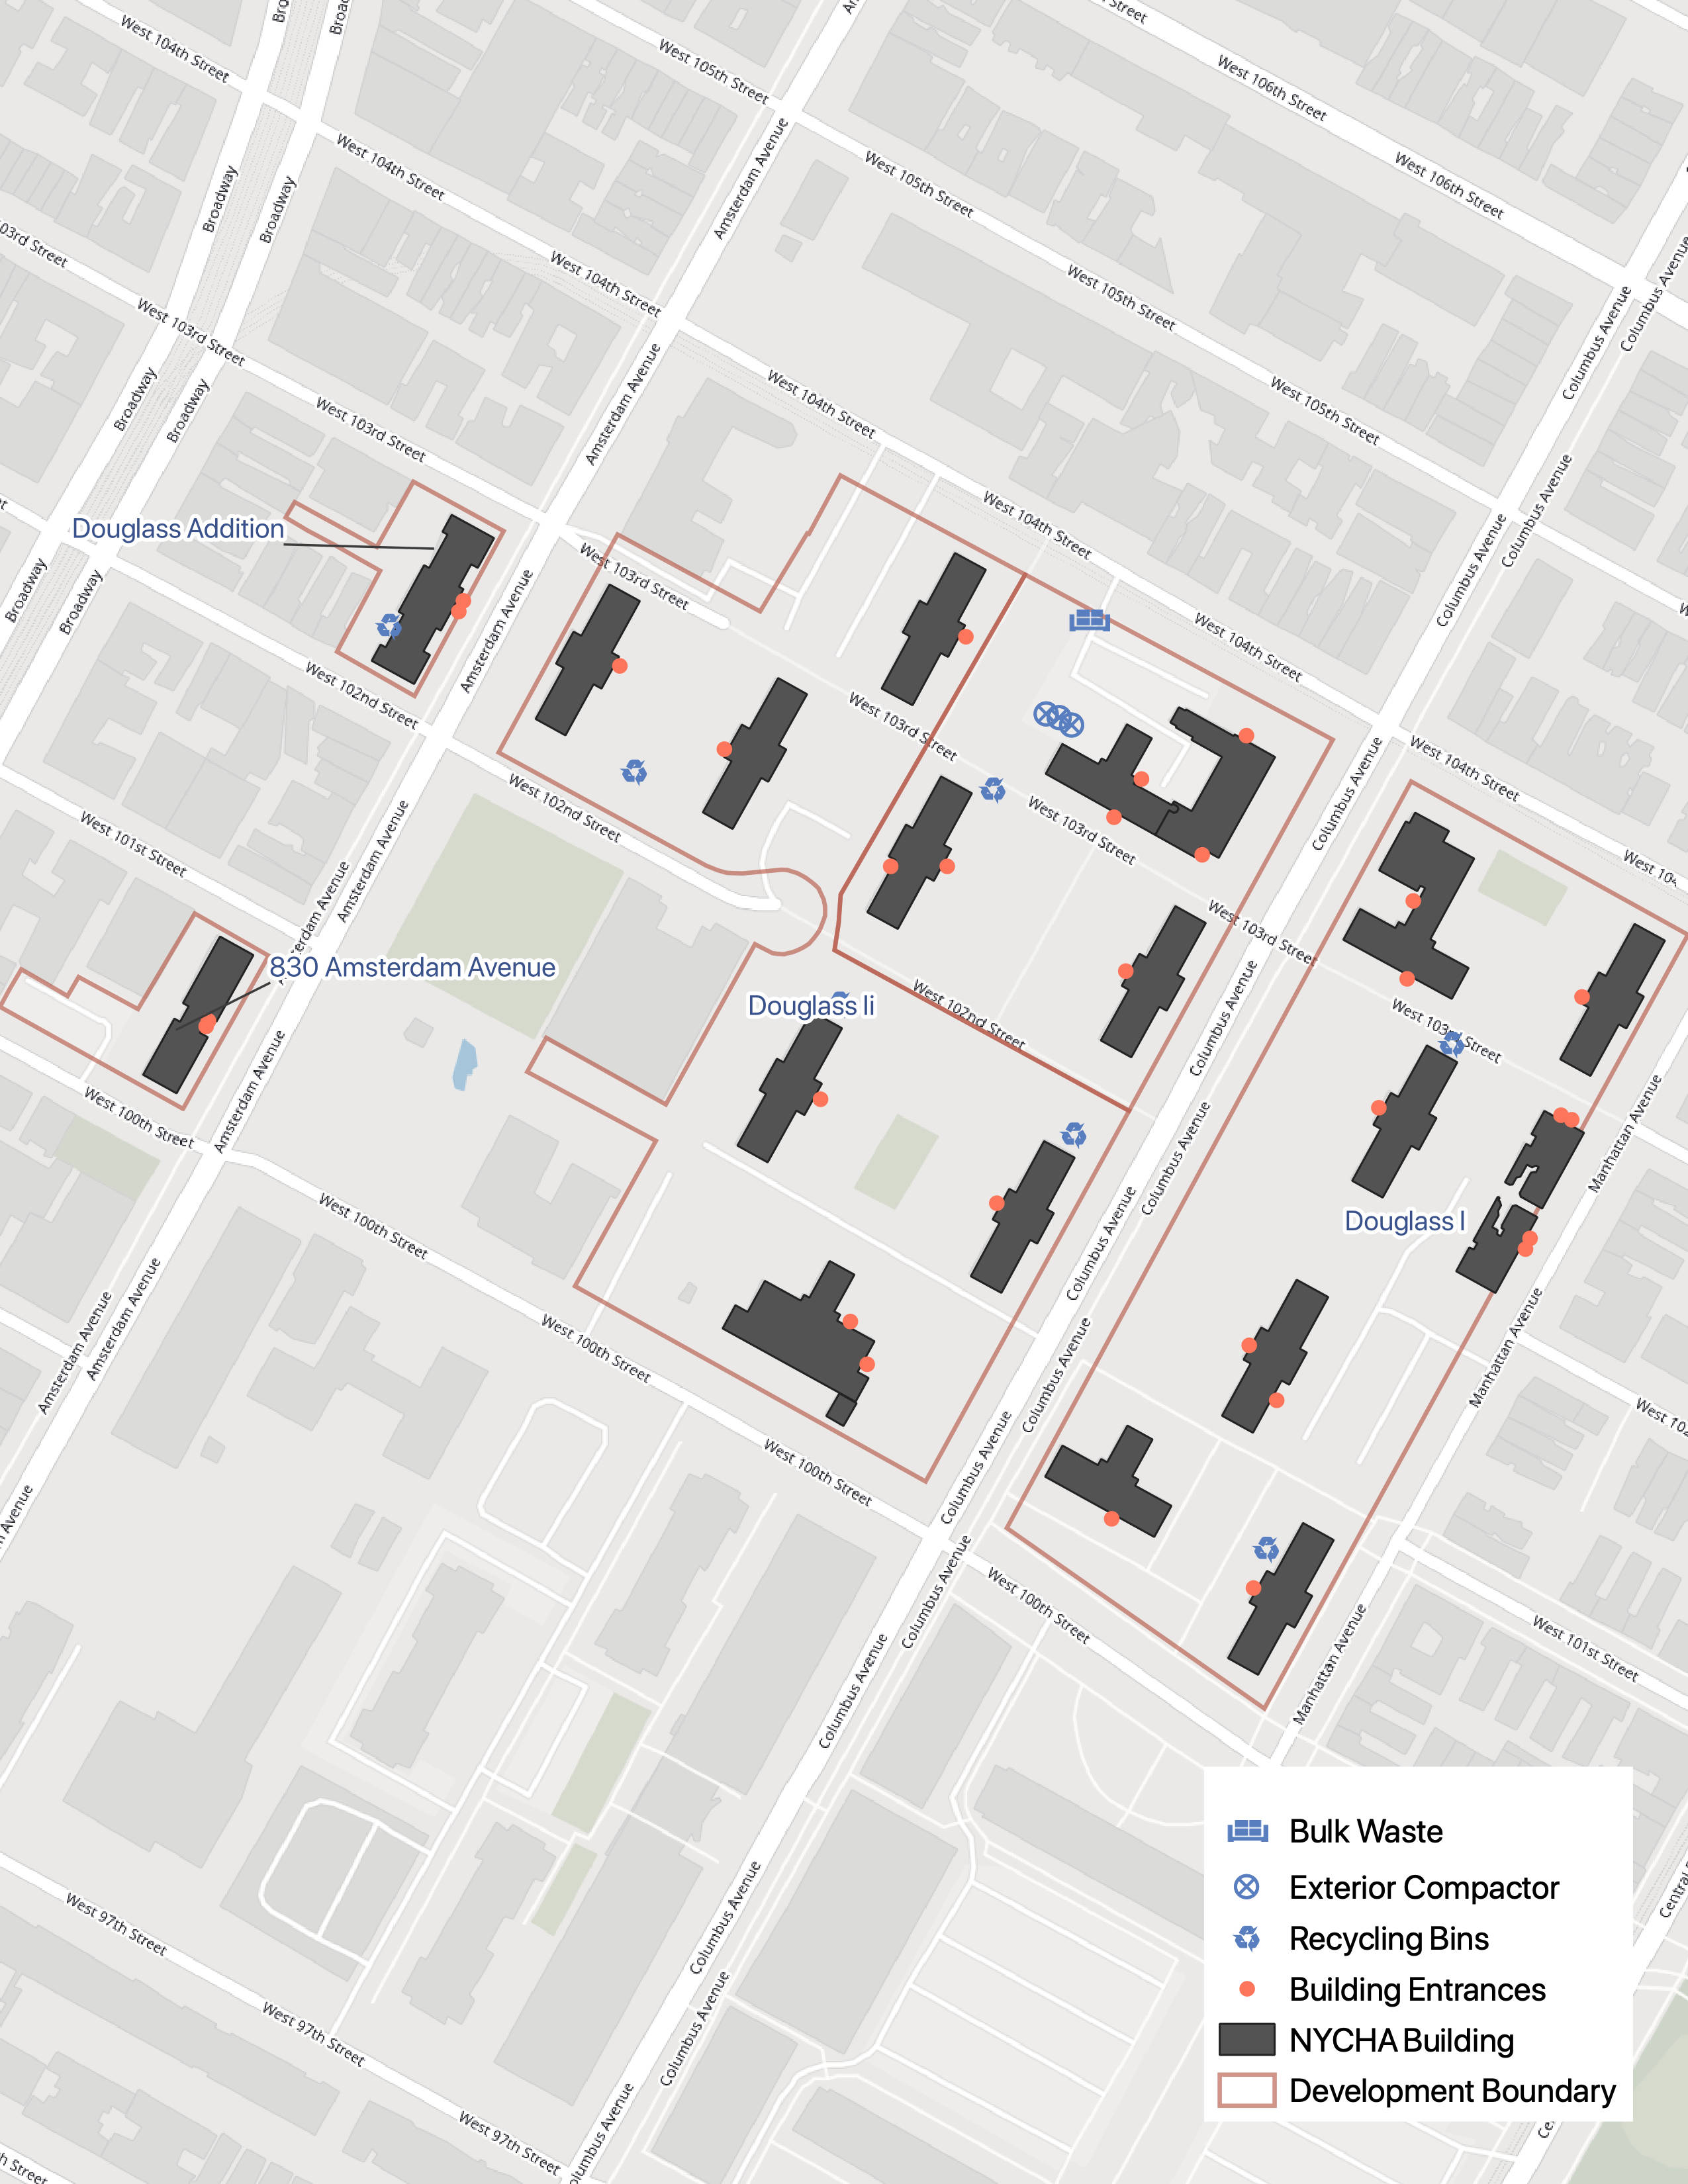 West 104th Street
West 105th Street
West 106th Street
West 106th Street
West 104th Street
West 105th Street
Amsterdam Avenue
Broadway
Broadway
West 104th Street
West 105th Street
Columbus Avenue
Columbus Avenue
West 103rd Street
Amsterdam Avenue
West 104th Street
West 105th Street
Broadway
Broadway
West 103rd Street
Columbus Avenue
Columbus Avenue
Douglass Addition
West 104th Street
West 103rd Street
Broadway
Broadway
Amsterdam Avenue
West 104th Street
West 102nd Street
West 103rd Street
West 104th Street
West 102nd Street
West 103rd Street
Columbus Avenue
West 101st Street
Amsterdam Avenue
West 103rd Street
830 Amsterdam Avenue
Douglass Ii
West 102nd Street
Columbus Avenue
West 103rd Street
West 100th Street
Amsterdam Avenue
Columbus Avenue
Manhattan Avenue
Douglass I
West 100th Street
Columbus Avenue
Amsterdam Avenue
Amsterdam Avenue
West 100th Street
Columbus Avenue
Manhattan Avenue
West 100th Street
Columbus Avenue
Columbus Avenue
West 100th Street
Manhattan Avenue
West 101st Street
Columbus Avenue
West 97th Street
Columbus Avenue
West 97th Street
Columbus Avenue
West 97th Street
Bulk Waste
Exterior Compactor
Recycling Bins
Building Entrances
NYCHA Building
Development Boundary